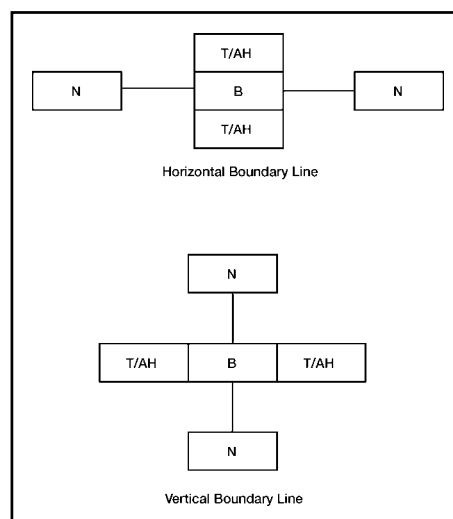 T/AH
N B N
T/AH
Horizontal Boundary Line
N
T/AH B T/AH
N
Vertical Boundary Line